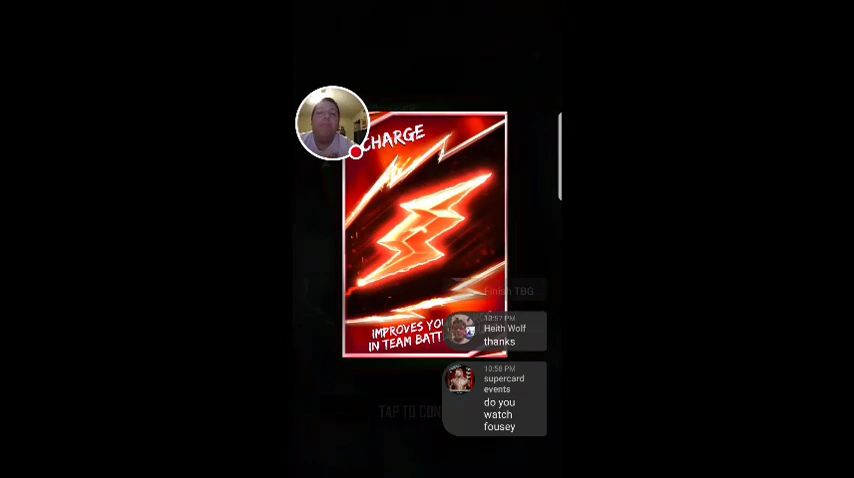 CHARGE
IMPROVES YOU
IN TEAM BATT
TAP TO CON
Finish TBG
10:57 PM
Heith Wolf
thanks
10:58 PM
supercard
events
do you
watch
fousey